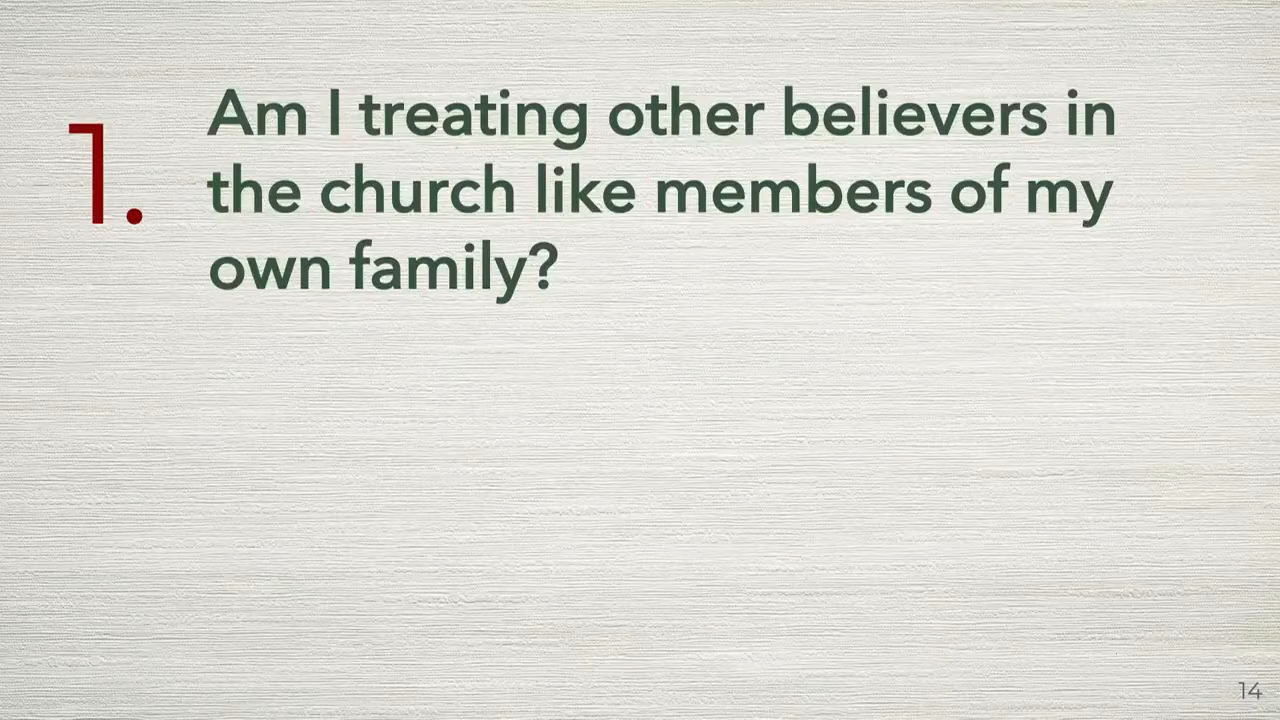 1. Am I treating other believers in
the church like members of my
own family?
14